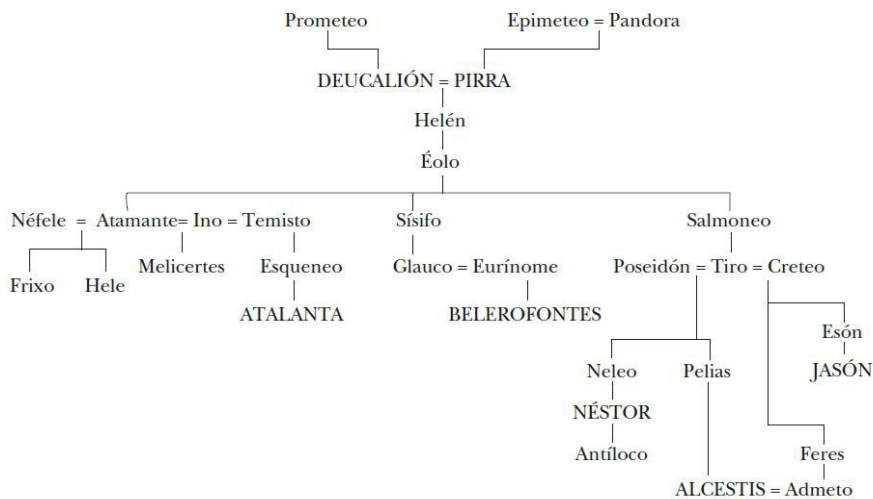 Prometeo Epimeteo = Pandora
DEUCALIÓN = PIRRA
Helén
Éolo
Néfele = Atamante= Ino = Temisto Sísifo Salmoneo
Frixo Hele Melicertes Esqueneo Glauco = Eurínome Poseidón = Tiro = Creteo
ATALANTA BELEROFONTES
Esón
Neleo Pelias JASÓN
NÉSTOR
Antíloco Feres
ALCESTIS = Admeto